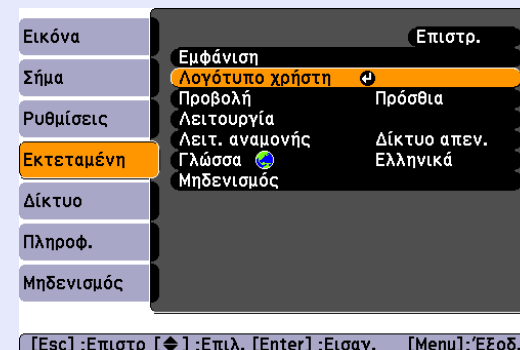 Εικόνα
Σήμα
Ρυθμίσεις
Εκτεταμένη
Δίκτυο
Πληροφ.
Μηδενισμός
Επιστρ.
Εμφάνιση
Λογότυπο χρήστη
Προβολή Πρόσθια
Λειτουργία
Λειτ. αναμονής Δίκτυο απεν.
Γλώσσα Ελληνικά
Μηδενισμός
[Esc] :Επιστρ [◆] :Επιλ. [Enter] :Εισαγ. [Menu]:Έξοδ.